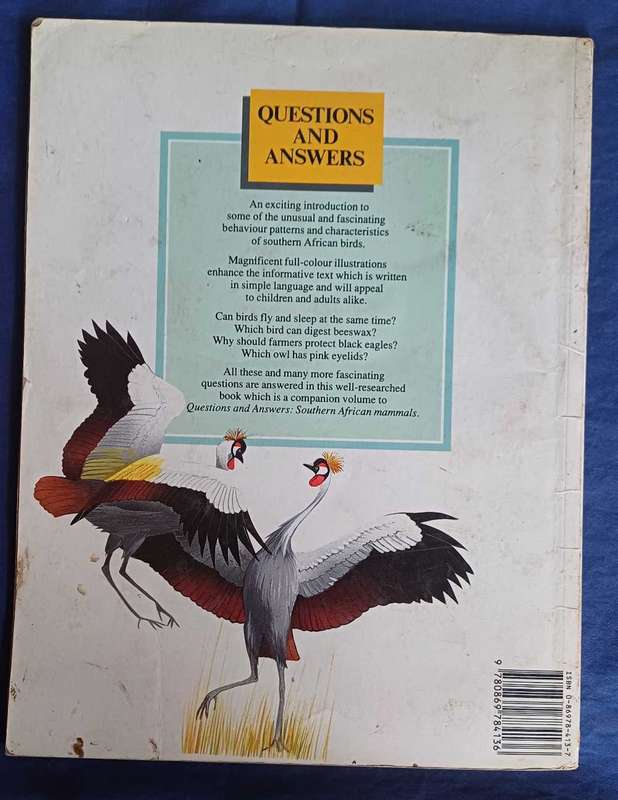 QUESTIONS
AND
ANSWERS
An exciting introduction to
some of the unusual and fascinating
behaviour patterns and characteristics
of southern African birds.
Magnificent full-colour illustrations
enhance the informative text which is written
in simple language and will appeal
to children and adults alike.
Can birds fly and sleep at the same time?
Which bird can digest beeswax?
Why should farmers protect black eagles?
Which owl has pink eyelids?
All these and many more fascinating
questions are answered in this well-researched
book which is a companion volume to
Questions and Answers: Southern African mammals.
ISBN 0-86978-413-7
9 780869 784136